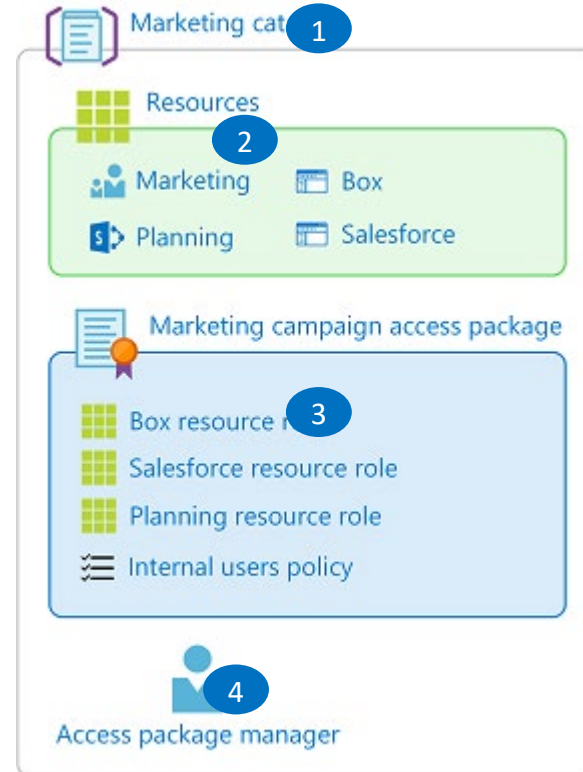 Marketing cat
1
Resources
2
Marketing
Box
S
Planning
Salesforce
Marketing campaign access package
Box resource r
3
Salesforce resource role
Planning resource role
Internal users policy
4
Access package manager